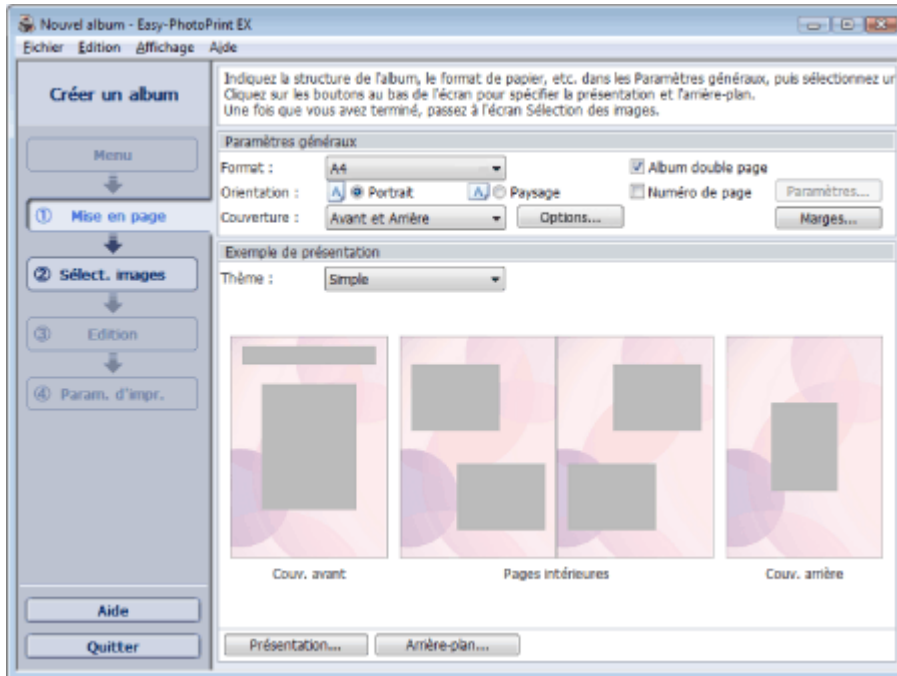 Nouvel album - Easy-PhotoPrint EX
Fichier Édition Affichage Aide
Créer un album
Indiquez la structure de l'album, le format de papier, etc. dans les Paramètres généraux, puis sélectionnez un
Cliquez sur les boutons au bas de l'écran pour spécifier la présentation et l'arrière-plan.
Une fois que vous avez terminé, passez à l'écran Sélection des images.
Menu
① Mise en page
② Sélect. images
③ Edition
④ Param. d'impr.
Aide
Quitter
Paramètres généraux
Format : A4 Album double page
Orientation : A Portrait A Paysage Numéro de page Paramètres...
Couverture : Avant et Arrière Options... Marges...
Exemple de présentation
Thème : Simple
Couv. avant Pages intérieures Couv. arrière
Présentation... Arrière-plan...